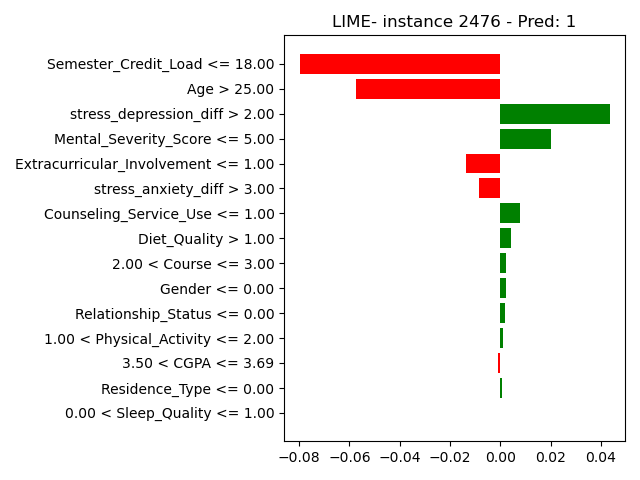 LIME- instance 2476 - Pred: 1
Semester_Credit_Load <= 18.00
Age > 25.00
stress_depression_diff > 2.00
Mental_Severity_Score <= 5.00
Extracurricular_Involvement <= 1.00
stress_anxiety_diff > 3.00
Counseling_Service_Use <= 1.00
Diet_Quality > 1.00
2.00 < Course <= 3.00
Gender <= 0.00
Relationship_Status <= 0.00
1.00 < Physical_Activity <= 2.00
3.50 < CGPA <= 3.69
Residence_Type <= 0.00
0.00 < Sleep_Quality <= 1.00
−0.08 −0.06 −0.04 −0.02 0.00 0.02 0.04